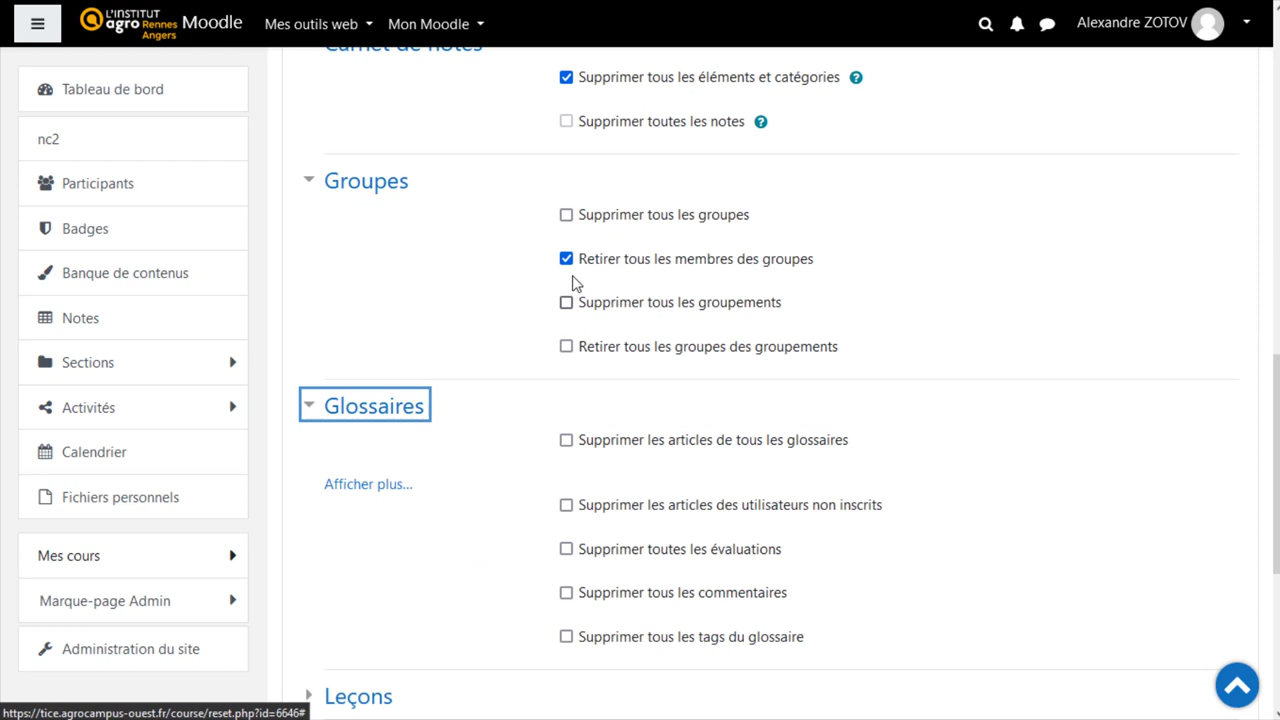 L'INSTITUT
agro Rennes
Angers
Moodle
Mes outils web
Mon Moodle
Alexandre ZOTOV
Tableau de bord
nc2
Participants
Badges
Banque de contenus
Notes
Sections
Activités
Calendrier
Fichiers personnels
Mes cours
Marque-page Admin
Administration du site
Carnet de notes
Supprimer tous les éléments et catégories
Supprimer toutes les notes
Groupes
Supprimer tous les groupes
Retirer tous les membres des groupes
Supprimer tous les groupements
Retirer tous les groupes des groupements
Glossaires
Supprimer les articles de tous les glossaires
Afficher plus...
Supprimer les articles des utilisateurs non inscrits
Supprimer toutes les évaluations
Supprimer tous les commentaires
Supprimer tous les tags du glossaire
Leçons
https://tice.agrocampus-ouest.fr/course/reset.php?id=6646#